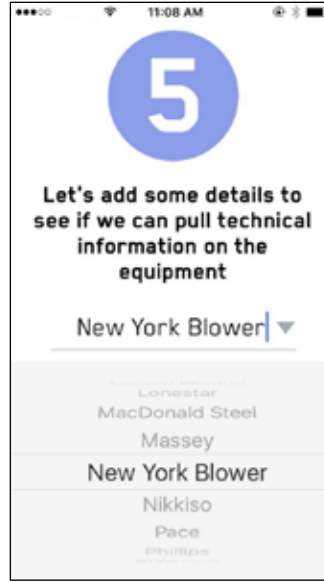 11:08 AM
5
Let's add some details to
see if we can pull technical
information on the
equipment
New York Blower
Lonestar
MacDonald Steel
Massey
New York Blower
Nikkiso
Pace
Phillips